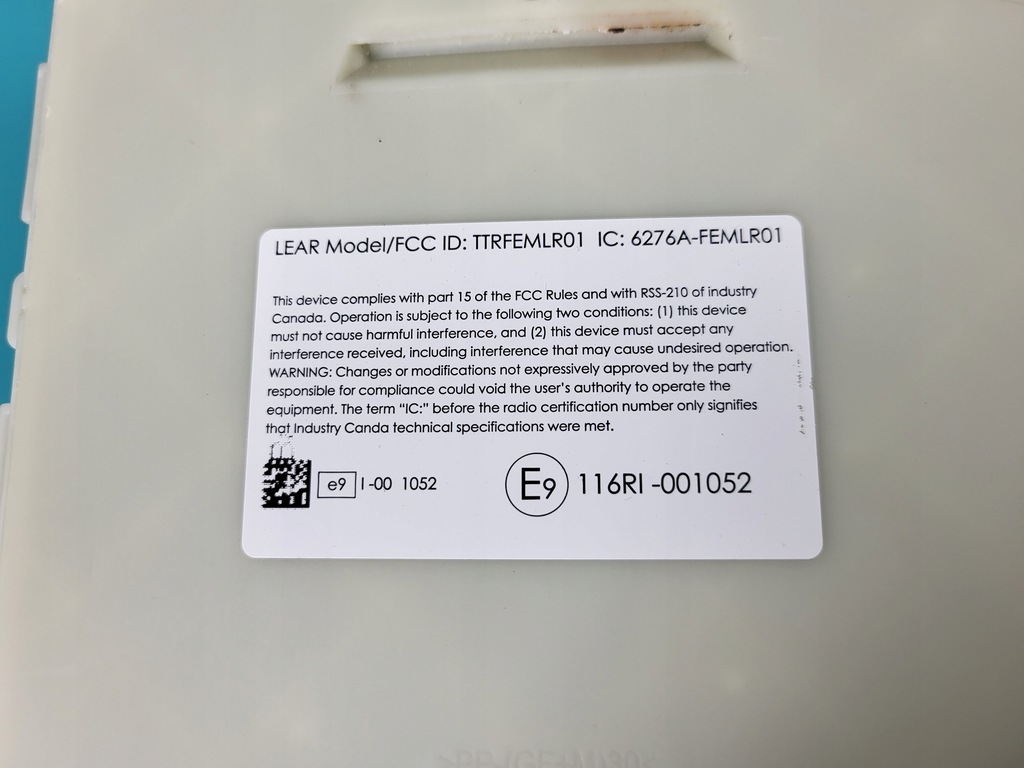 LEAR Model/FCC ID: TTRFEMLR01 IC: 6276A-FEMLR01
This device complies with part 15 of the FCC Rules and with RSS-210 of industry
Canada. Operation is subject to the following two conditions: (1) this device
must not cause harmful interference, and (2) this device must accept any
interference received, including interference that may cause undesired operation.
WARNING: Changes or modifications not expressively approved by the party
responsible for compliance could void the user's authority to operate the
equipment. The term "IC:" before the radio certification number only signifies
that Industry Canda technical specifications were met.
e9 I-00 1052
E9 116RI -001052